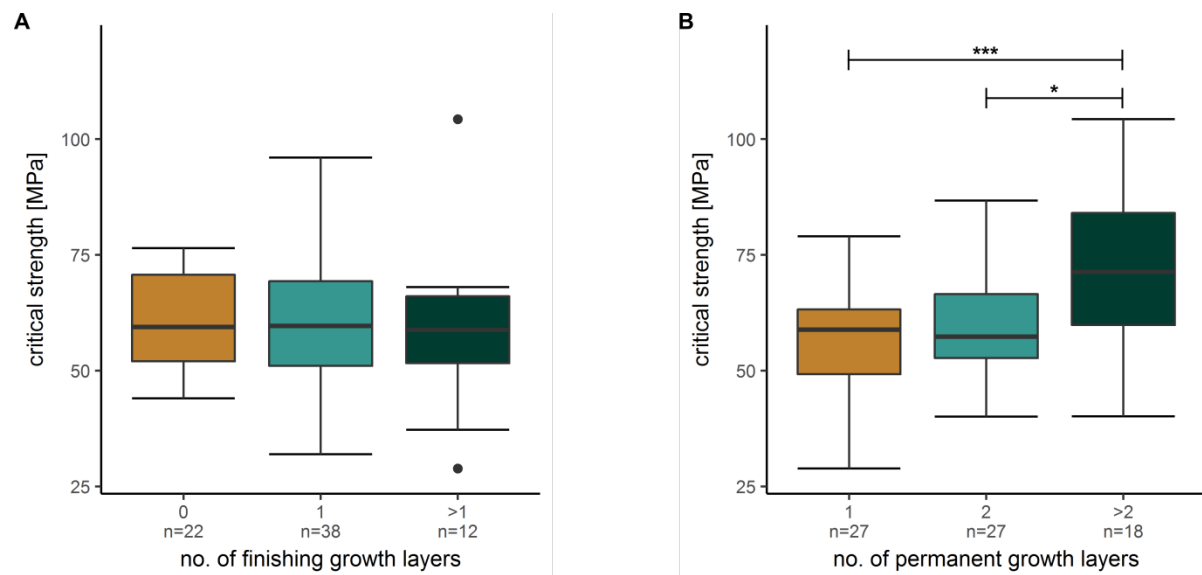 A
critical strength [MPa]
100
75
50
25
0
n=22
1
n=38
>1
n=12
no. of finishing growth layers
B
***
*
critical strength [MPa]
100
75
50
25
1
n=27
2
n=27
>2
n=18
no. of permanent growth layers